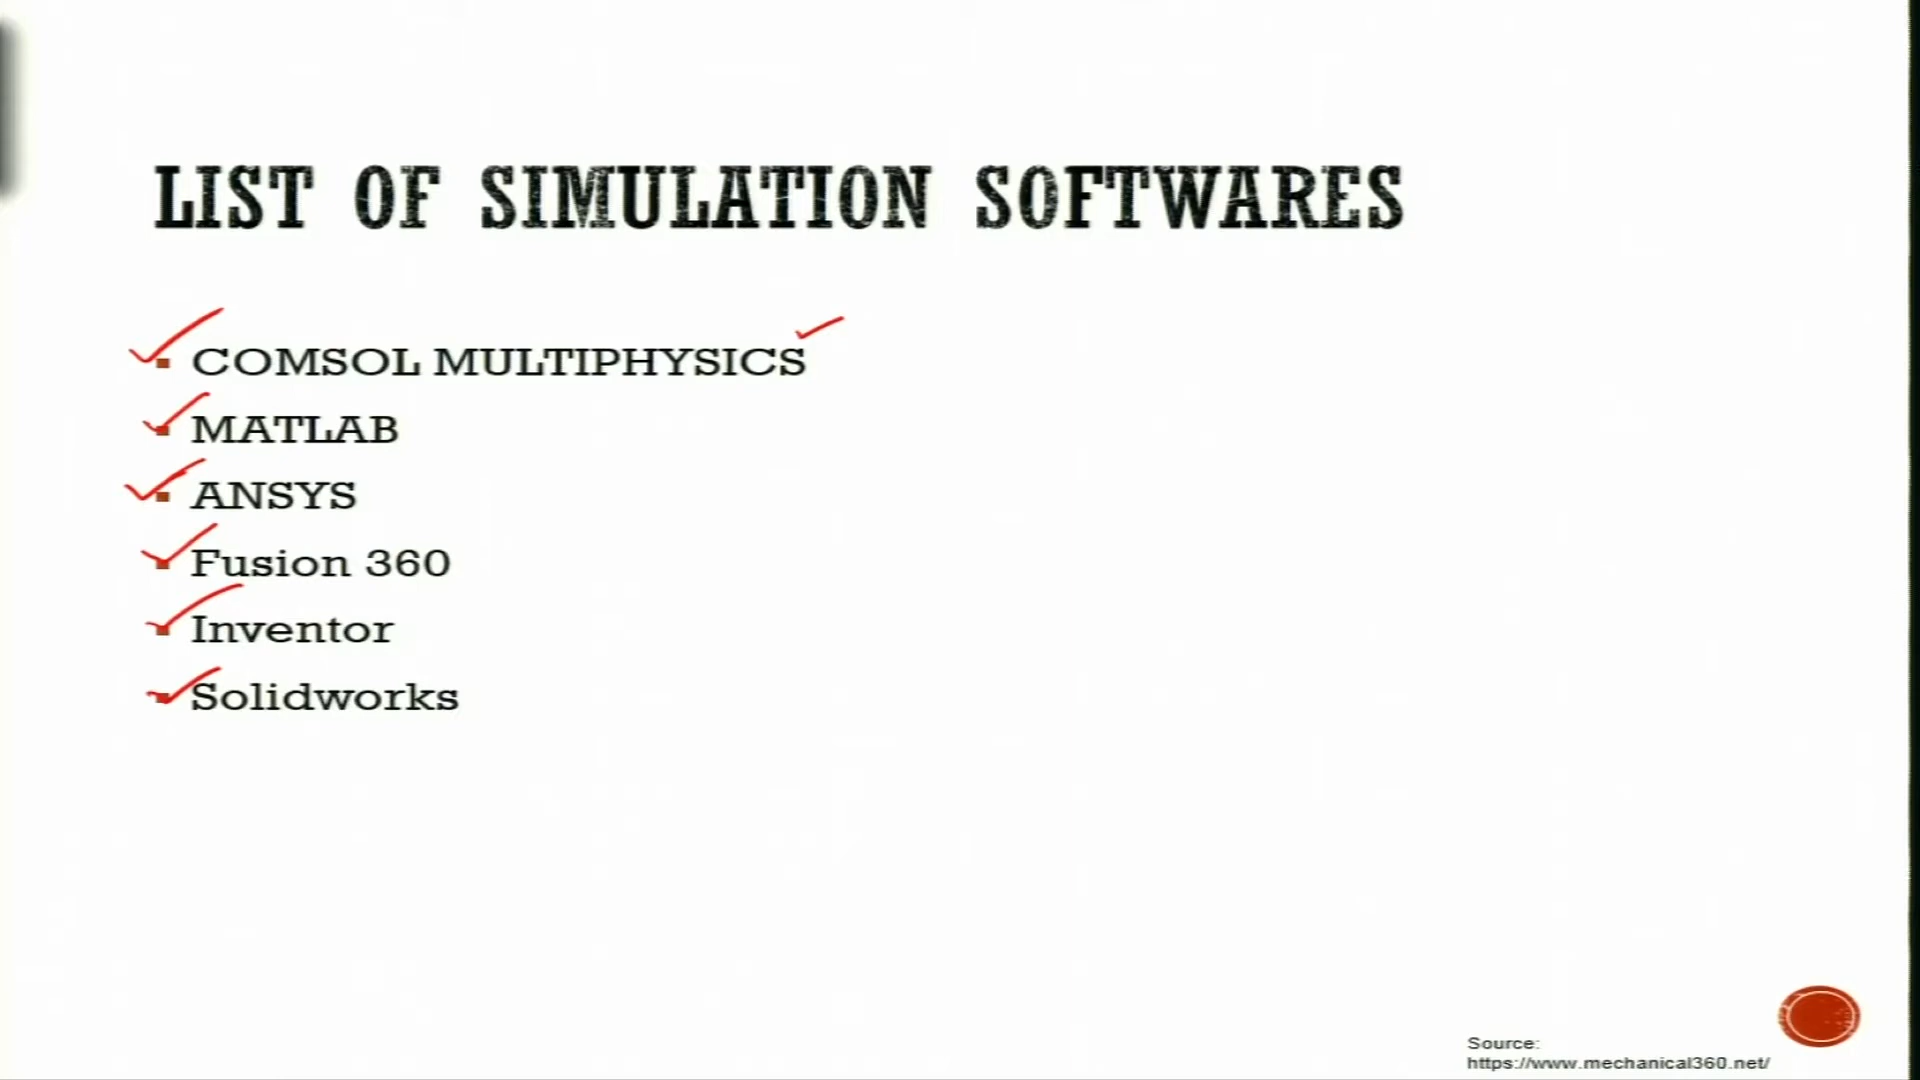 LIST OF SIMULATION SOFTWARES
COMSOL MULTIPHYSICS
MATLAB
ANSYS
Fusion 360
Inventor
Solidworks
Source:
https://www.mechanical360.net/